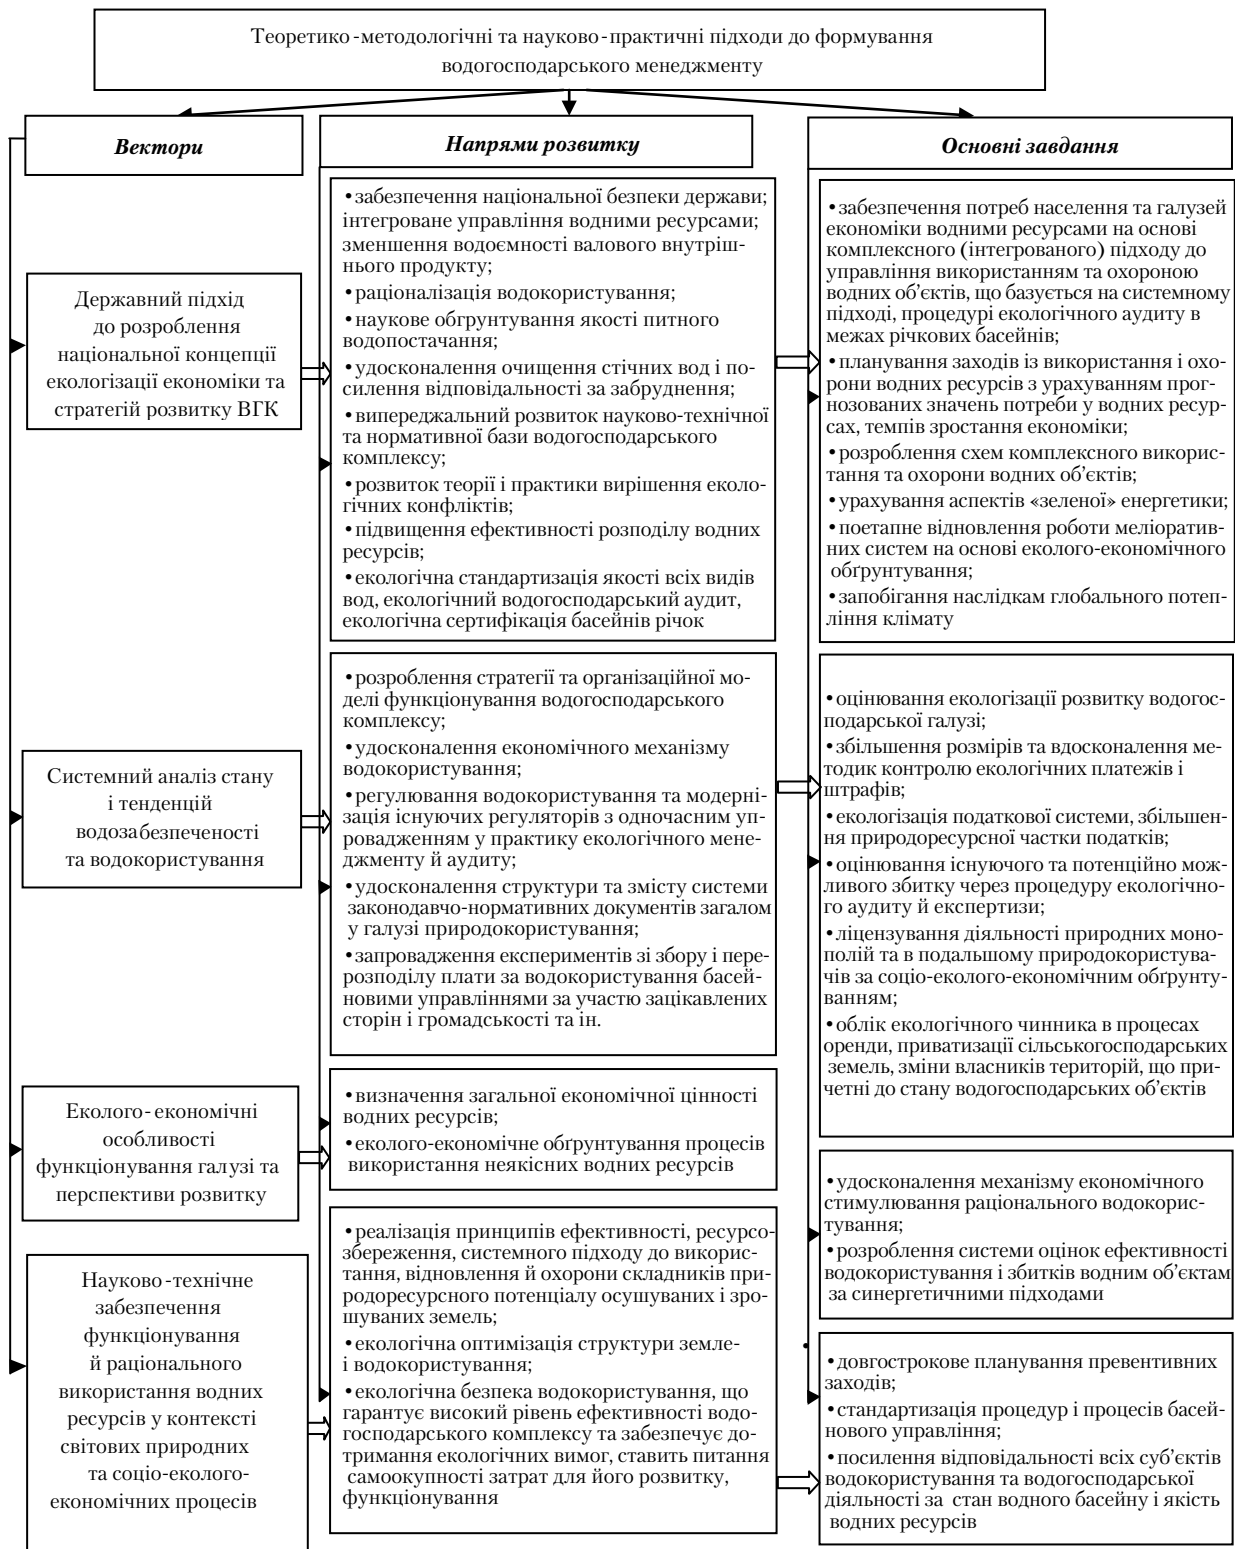 Теоретико-методологічні та науково-практичні підходи до формування
водогосподарського менеджменту
Вектори
Напрями розвитку
Основні завдання
Державний підхід
до розроблення
національної концепції
екологізації економіки та
стратегій розвитку ВГК
•забезпечення національної безпеки держави;
інтегроване управління водними ресурсами;
зменшення водоємності валового внутріш-
нього продукту;
•раціоналізація водокористування;
•наукове обгрунтування якості питного
водопостачання;
•удосконалення очищення стічних вод і по-
силення відповідальності за забруднення;
•випереджальний розвиток науково-технічної
та нормативної бази водогосподарського
комплексу;
•розвиток теорії і практики вирішення еколо-
гічних конфліктів;
•підвищення ефективності розподілу водних
ресурсів;
•екологічна стандартизація якості всіх видів
вод, екологічний водогосподарський аудит,
екологічна сертифікація басейнів річок
•забезпечення потреб населення та галузей
економіки водними ресурсами на основі
комплексного (інтегрованого) підходу до
управління використанням та охороною
водних об’єктів, що базується на системному
підході, процедурі екологічного аудиту в
межах річкових басейнів;
•планування заходів із використання і охо-
рони водних ресурсів з урахуванням прог-
нозованих значень потреби у водних ресур-
сах, темпів зростання економіки;
•розроблення схем комплексного викорис-
тання та охорони водних об’єктів;
•урахування аспектів «зеленої» енергетики;
•поетапне відновлення роботи меліоратив-
них систем на основі еколого-економічного
обґрунтування;
•запобігання наслідкам глобального потеп-
ління клімату
Системний аналіз стану
і тенденцій
водозабезпеченості
та водокористування
•розроблення стратегії та організаційної мо-
делі функціонування водогосподарського
комплексу;
•удосконалення економічного механізму
водокористування;
•регулювання водокористування та модерні-
зація існуючих регуляторів з одночасним уп-
ровадженням у практику екологічного мене-
джменту й аудиту;
•удосконалення структури та змісту системи
законодавчо-нормативних документів загалом
у галузі природокористування;
•запровадження експериментів зі збору і пере-
розподілу плати за водокористування басей-
новими управліннями за участю зацікавлених
сторін і громадськості та ін.
•оцінювання екологізації розвитку водогос-
подарської галузі;
•збільшення розмірів та вдосконалення ме-
тодик контролю екологічних платежів і
штрафів;
•екологізація податкової системи, збільшен-
ня природоресурсної частки податків;
•оцінювання існуючого та потенційно мож-
ливого збитку через процедуру екологічно-
го аудиту й експертизи;
•ліцензування діяльності природних моно-
полій та в подальшому природокористува-
чів за соціо-еколого-економічним обґрунту-
ванням;
•облік екологічного чинника в процесах
оренди, приватизації сільськогосподарських
земель, зміни власників територій, що при-
четні до стану водогосподарських об’єктів
Еколого-економічні
особливості
функціонування галузі та
перспективи розвитку
•визначення загальної економічної цінності
водних ресурсів;
•еколого-економічне обґрунтування процесів
використання неякісних водних ресурсів
•удосконалення механізму економічного
стимулювання раціонального водокорис-
тування;
•розроблення системи оцінок ефективності
водокористування і збитків водним об’єктам
за синергетичними підходами
Науково-технічне
забезпечення
функціонування
й раціонального
використання водних
ресурсів у контексті
світових природних
та соціо-еколого-
економічних процесів
•реалізація принципів ефективності, ресурсо-
збереження, системного підходу до викорис-
тання, відновлення й охорони складників при-
родоресурсного потенціалу осушуваних і зро-
шуваних земель;
•екологічна оптимізація структури земле-
і водокористування;
•екологічна безпека водокористування, що
гарантує високий рівень ефективності водо-
господарського комплексу та забезпечує до-
тримання екологічних вимог, ставить питання
самоокупності затрат для його розвитку,
функціонування
•довгострокове планування превентивних
заходів;
•стандартизація процедур і процесів басей-
нового управління;
•посилення відповідальності всіх суб’єктів
водокористування та водогосподарської
діяльності за стан водного басейну і якість
водних ресурсів